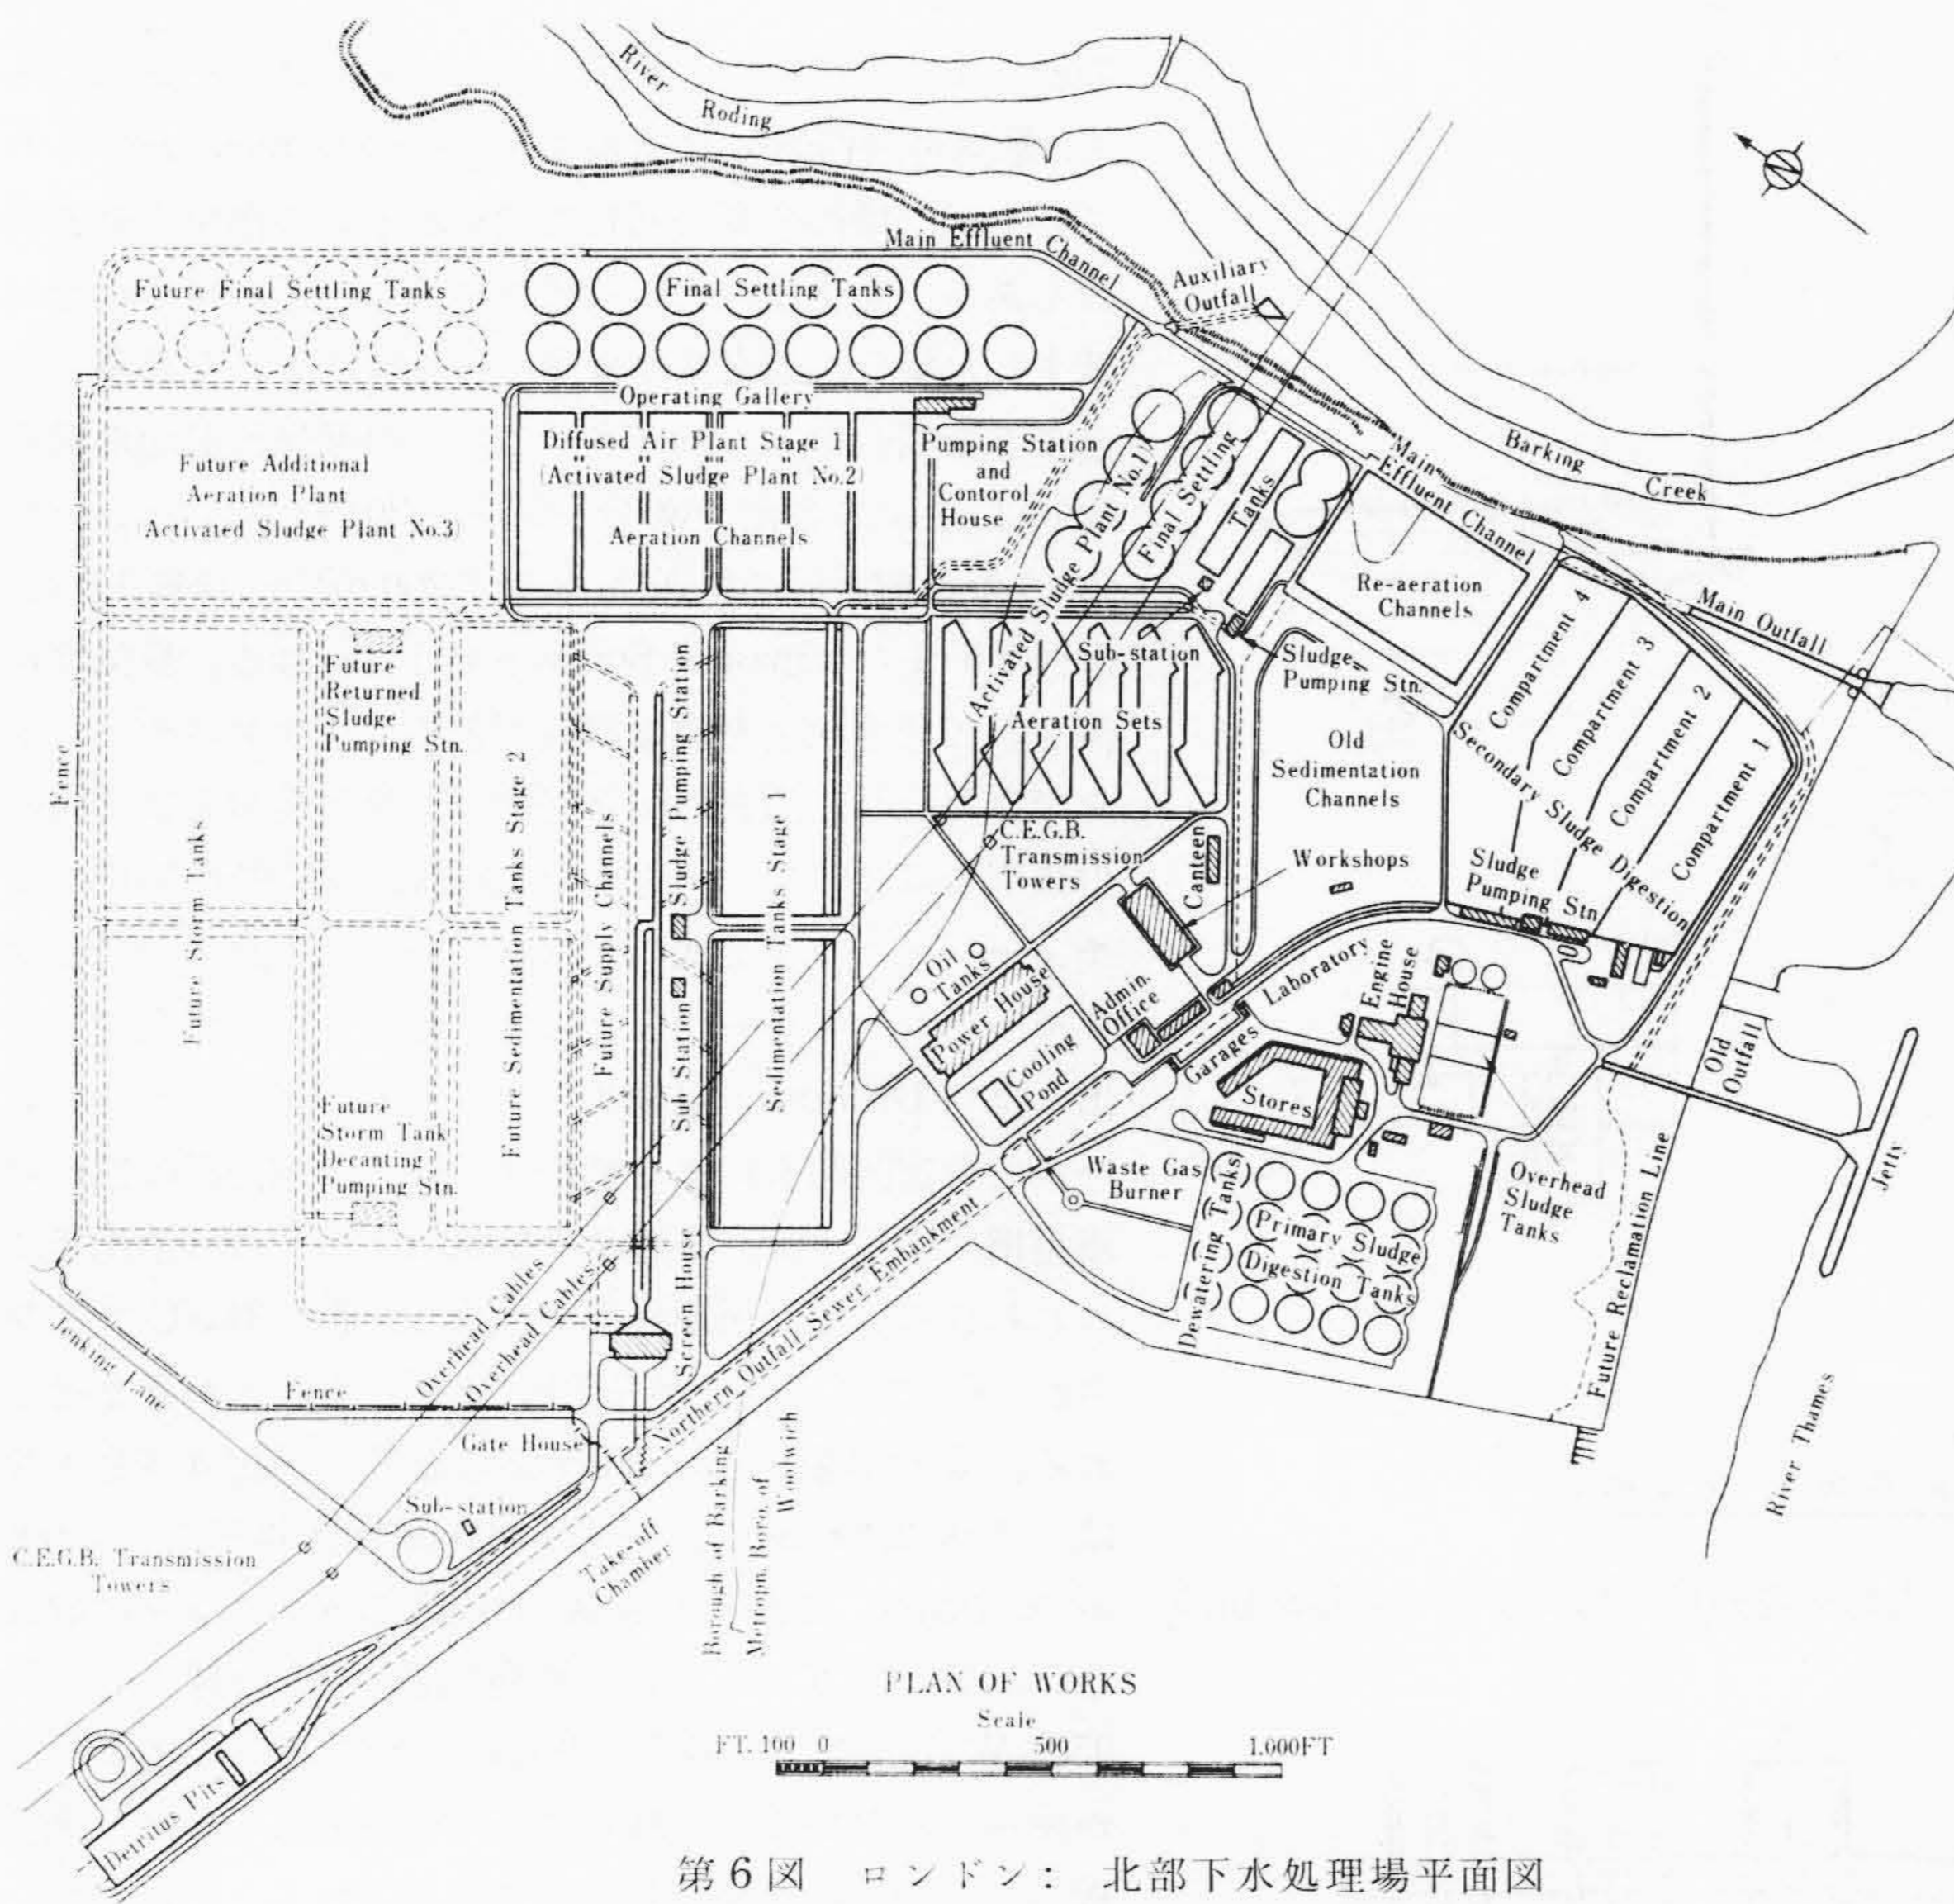 River
Roding
N
Main Effluent Channel
Auxiliary
Outfall
Future Final Settling Tanks
Final Settling Tanks
Operating Gallery
Diffused Air Plant Stage 1
(Activated Sludge Plant No.2)
Aeration Channels
Pumping Station
and
Contorol
House
Future Additional
Aeration Plant
(Activated Sludge Plant No.3)
(Activated Sludge Plant No.1)
Final Settling
Tanks
Main
Effluent Channel
Barking
Creek
Re-aeration
Channels
Main Outfall
Compartment 4
Compartment 3
Compartment 2
Compartment 1
Secondary Sludge Digestion
Sludge
Pumping Stn.
Sub-station
Aeration Sets
Old
Sedimentation
Channels
Fence
Future
Returned
Sludge
Pumping Stn.
Future Storm Tanks
Future Sedimentation Tanks Stage 2
Future Supply Channels
Sludge Pumping Station
Sub Station
Sedimentation Tanks Stage 1
C.E.G.B.
Transmission
Towers
Canteen
Workshops
Sludge
Pumping Stn
Oil
Tanks
Power House
Cooling
Pond
Admin.
Office
Laboratory
Engine
House
Garages
Stores
Old
Outfall
Jetty
Future
Storm Tank
Decanting
Pumping Stn.
Waste Gas
Burner
Dewatering Tanks
Primary Sludge
Digestion Tanks
Overhead
Sludge
Tanks
Future Reclamation Line
River Thames
Screen House
Northern Outfall Sewer Embankment
Overhead Cables
Overhead Cables
Jenking Lane
Fence
Gate House
Sub-station
C.E.G.B. Transmission
Towers
Take-off
Chamber
Borough of Barking
Metropn. Boro. of
Woolwich
Detritus Pits
PLAN OF WORKS
Scale
FT. 100 0 500 1.000FT
第6図 ロンドン: 北部下水処理場平面図